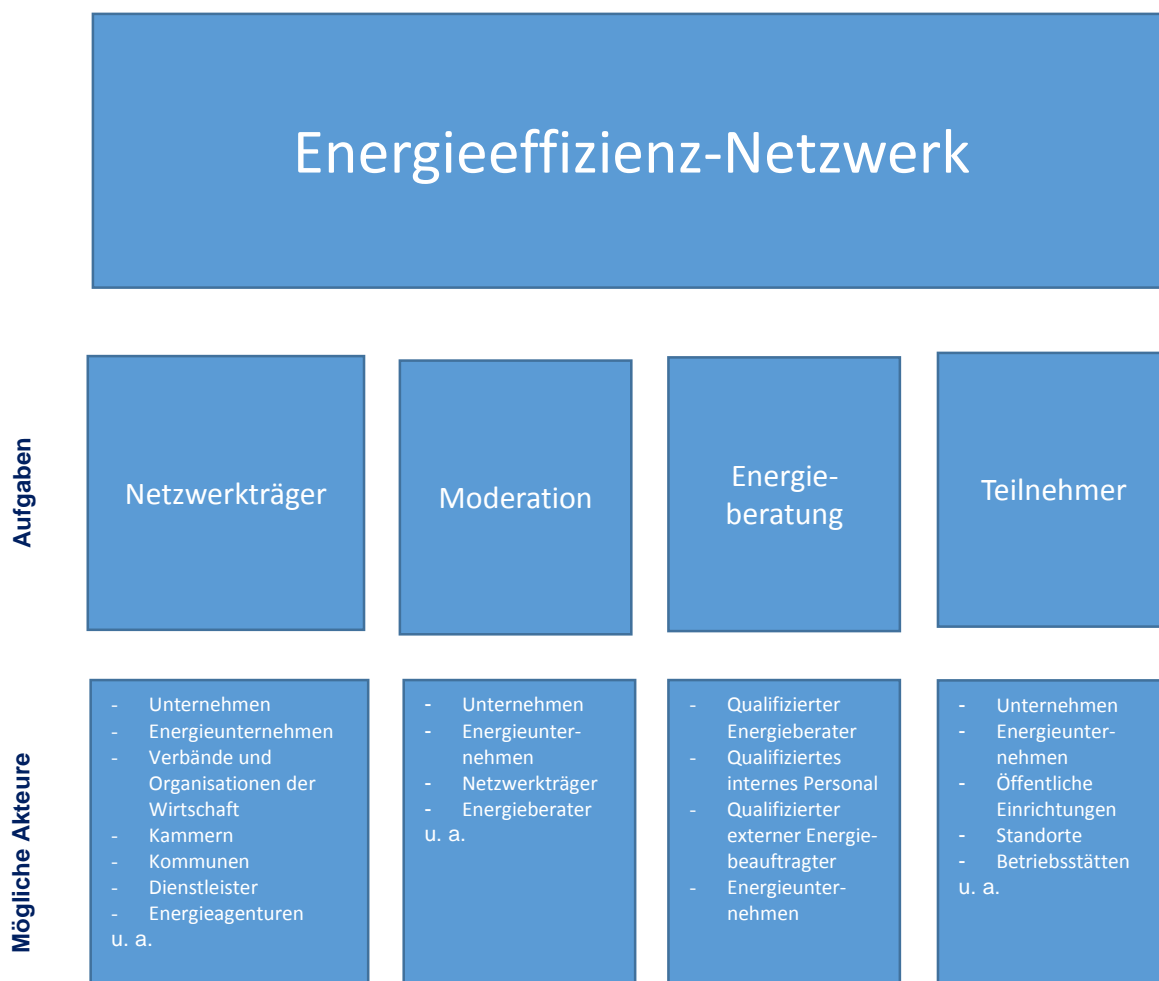 Energieeffizienz-Netzwerk
Aufgaben
Netzwerkträger
Moderation
Energie-
beratung
Teilnehmer
Mögliche Akteure
- Unternehmen
- Energieunternehmen
- Verbände und
Organisationen der
Wirtschaft
- Kammern
- Kommunen
- Dienstleister
- Energieagenturen
u. a.
- Unternehmen
- Energieunter-
nehmen
- Netzwerkträger
- Energieberater
u. a.
- Qualifizierter
Energieberater
- Qualifiziertes
internes Personal
- Qualifizierter
externer Energie-
beauftragter
- Energieunter-
nehmen
- Unternehmen
- Energieunter-
nehmen
- Öffentliche
Einrichtungen
- Standorte
- Betriebsstätten
u. a.